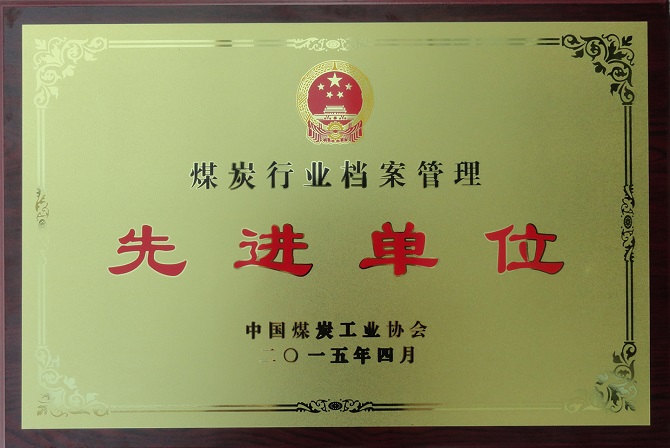 煤炭行业档案管理
先进单位
中国煤炭工业协会
二〇一五年四月